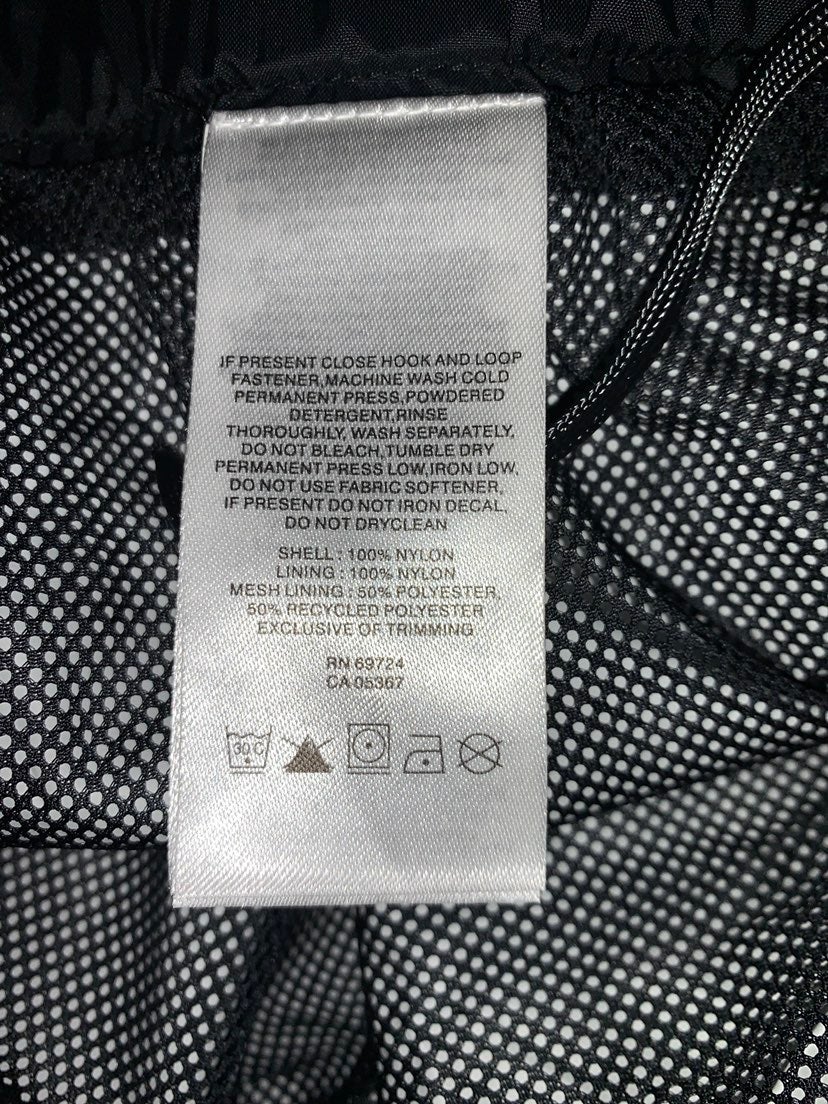 IF PRESENT CLOSE HOOK AND LOOP
FASTENER,MACHINE WASH COLD
PERMANENT PRESS,POWDERED
DETERGENT,RINSE
THOROUGHLY, WASH SEPARATELY,
DO NOT BLEACH,TUMBLE DRY
PERMANENT PRESS LOW,IRON LOW,
DO NOT USE FABRIC SOFTENER,
IF PRESENT DO NOT IRON DECAL,
DO NOT DRYCLEAN
SHELL : 100% NYLON
LINING : 100% NYLON
MESH LINING : 50% POLYESTER,
50% RECYCLED POLYESTER
EXCLUSIVE OF TRIMMING
RN 69724
CA 05367
30 C